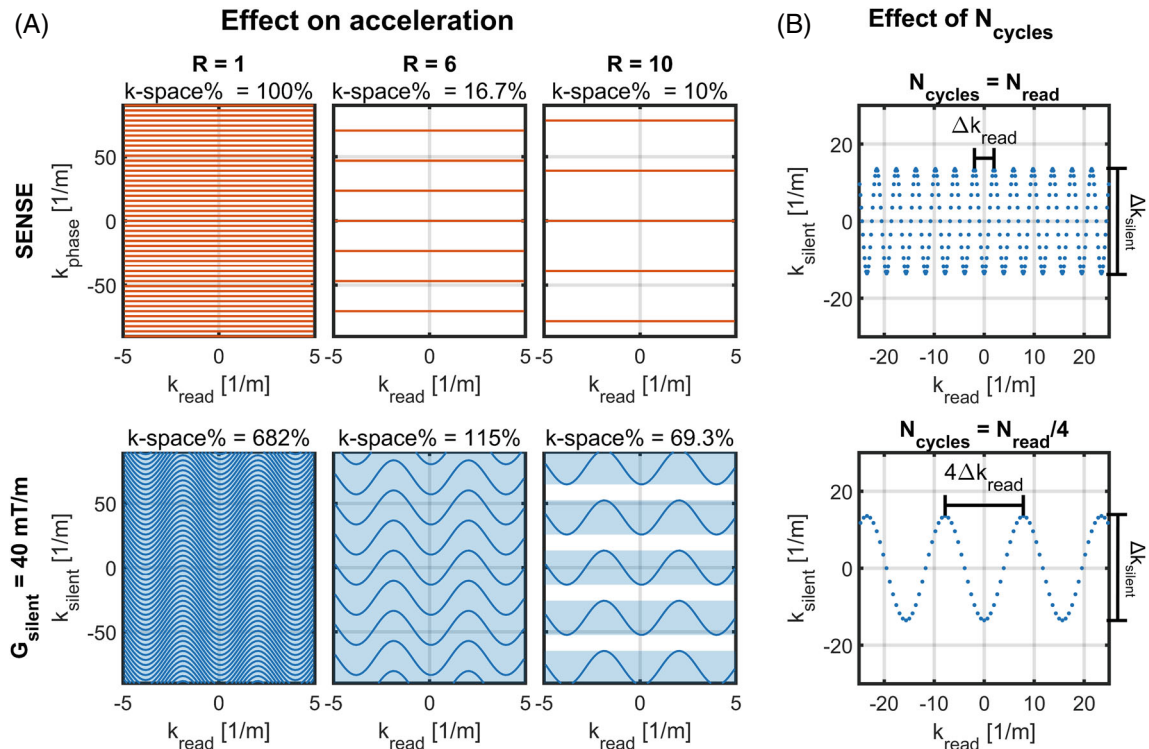 (A)
Effect on acceleration
R = 1
k-space% = 100%
R = 6
k-space% = 16.7%
R = 10
k-space% = 10%
SENSE
k_phase [1/m]
50
0
-50
-5
0
5
k_read [1/m]
-5
0
5
k_read [1/m]
-5
0
5
k_read [1/m]
G_silent = 40 mT/m
k-space% = 682%
k-space% = 115%
k-space% = 69.3%
k_silent [1/m]
50
0
-50
-5
0
5
k_read [1/m]
-5
0
5
k_read [1/m]
-5
0
5
k_read [1/m]
(B)
Effect of N_cycles
N_cycles = N_read
Δk_read
Δk_silent
k_silent [1/m]
20
0
-20
-20
-10
0
10
20
k_read [1/m]
N_cycles = N_read/4
4Δk_read
Δk_silent
k_silent [1/m]
20
0
-20
-20
-10
0
10
20
k_read [1/m]